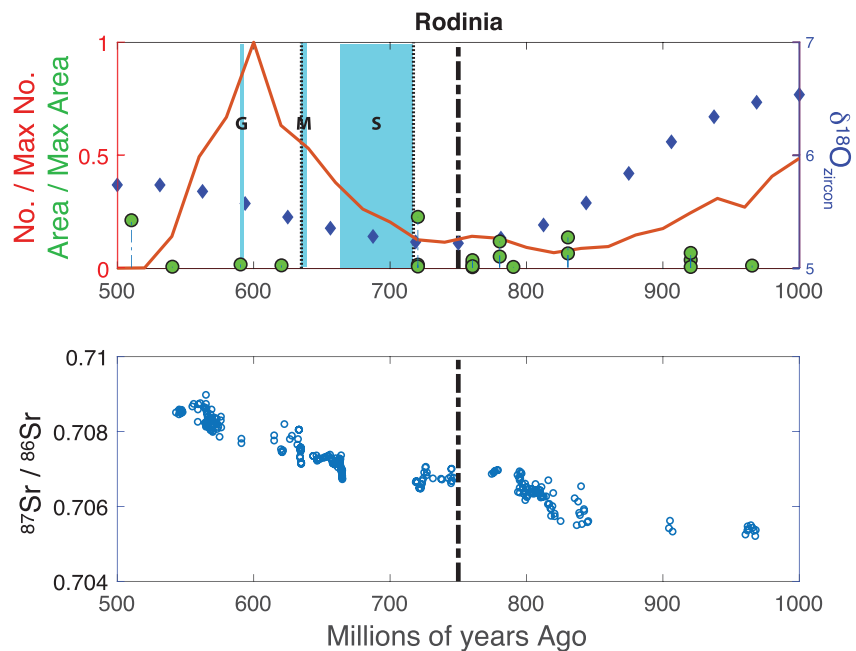 Rodinia
No. / Max No.
Area / Max Area
1
0.5
0
G
M
S
7
6
5
δ18Ozircon
500
600
700
800
900
1000
87Sr / 86Sr
0.71
0.708
0.706
0.704
500
600
700
800
900
1000
Millions of years Ago